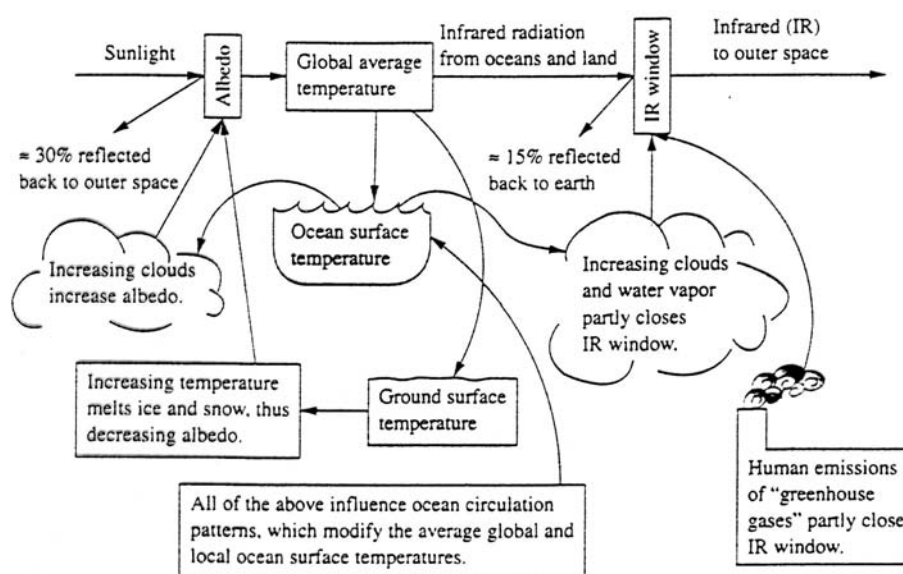 Sunlight
Albedo
Global average
temperature
Infrared radiation
from oceans and land
IR window
Infrared (IR)
to outer space
≈ 30% reflected
back to outer space
≈ 15% reflected
back to earth
Increasing clouds
increase albedo.
Ocean surface
temperature
Increasing clouds
and water vapor
partly closes
IR window.
Increasing temperature
melts ice and snow, thus
decreasing albedo.
Ground surface
temperature
All of the above influence ocean circulation
patterns, which modify the average global and
local ocean surface temperatures.
Human emissions
of "greenhouse
gases" partly close
IR window.